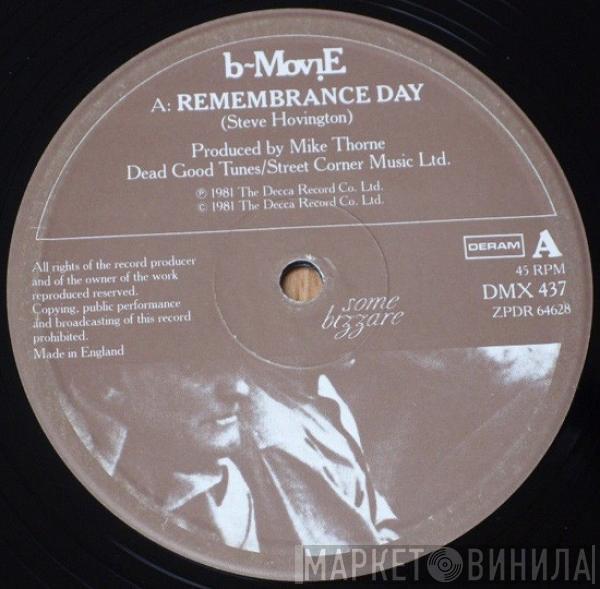 b-MoviE
A: REMEMBRANCE DAY
(Steve Hovington)
Produced by Mike Thorne
Dead Good Tunes/Street Corner Music Ltd.
℗ 1981 The Decca Record Co. Ltd.
© 1981 The Decca Record Co. Ltd.
All rights of the record producer
and of the owner of the work
reproduced reserved.
Copying, public performance
and broadcasting of this record
prohibited.
Made in England
DERAM A
45 RPM
DMX 437
ZPDR 64628
some
bizzare
МАРКЕТ ВИНИЛА